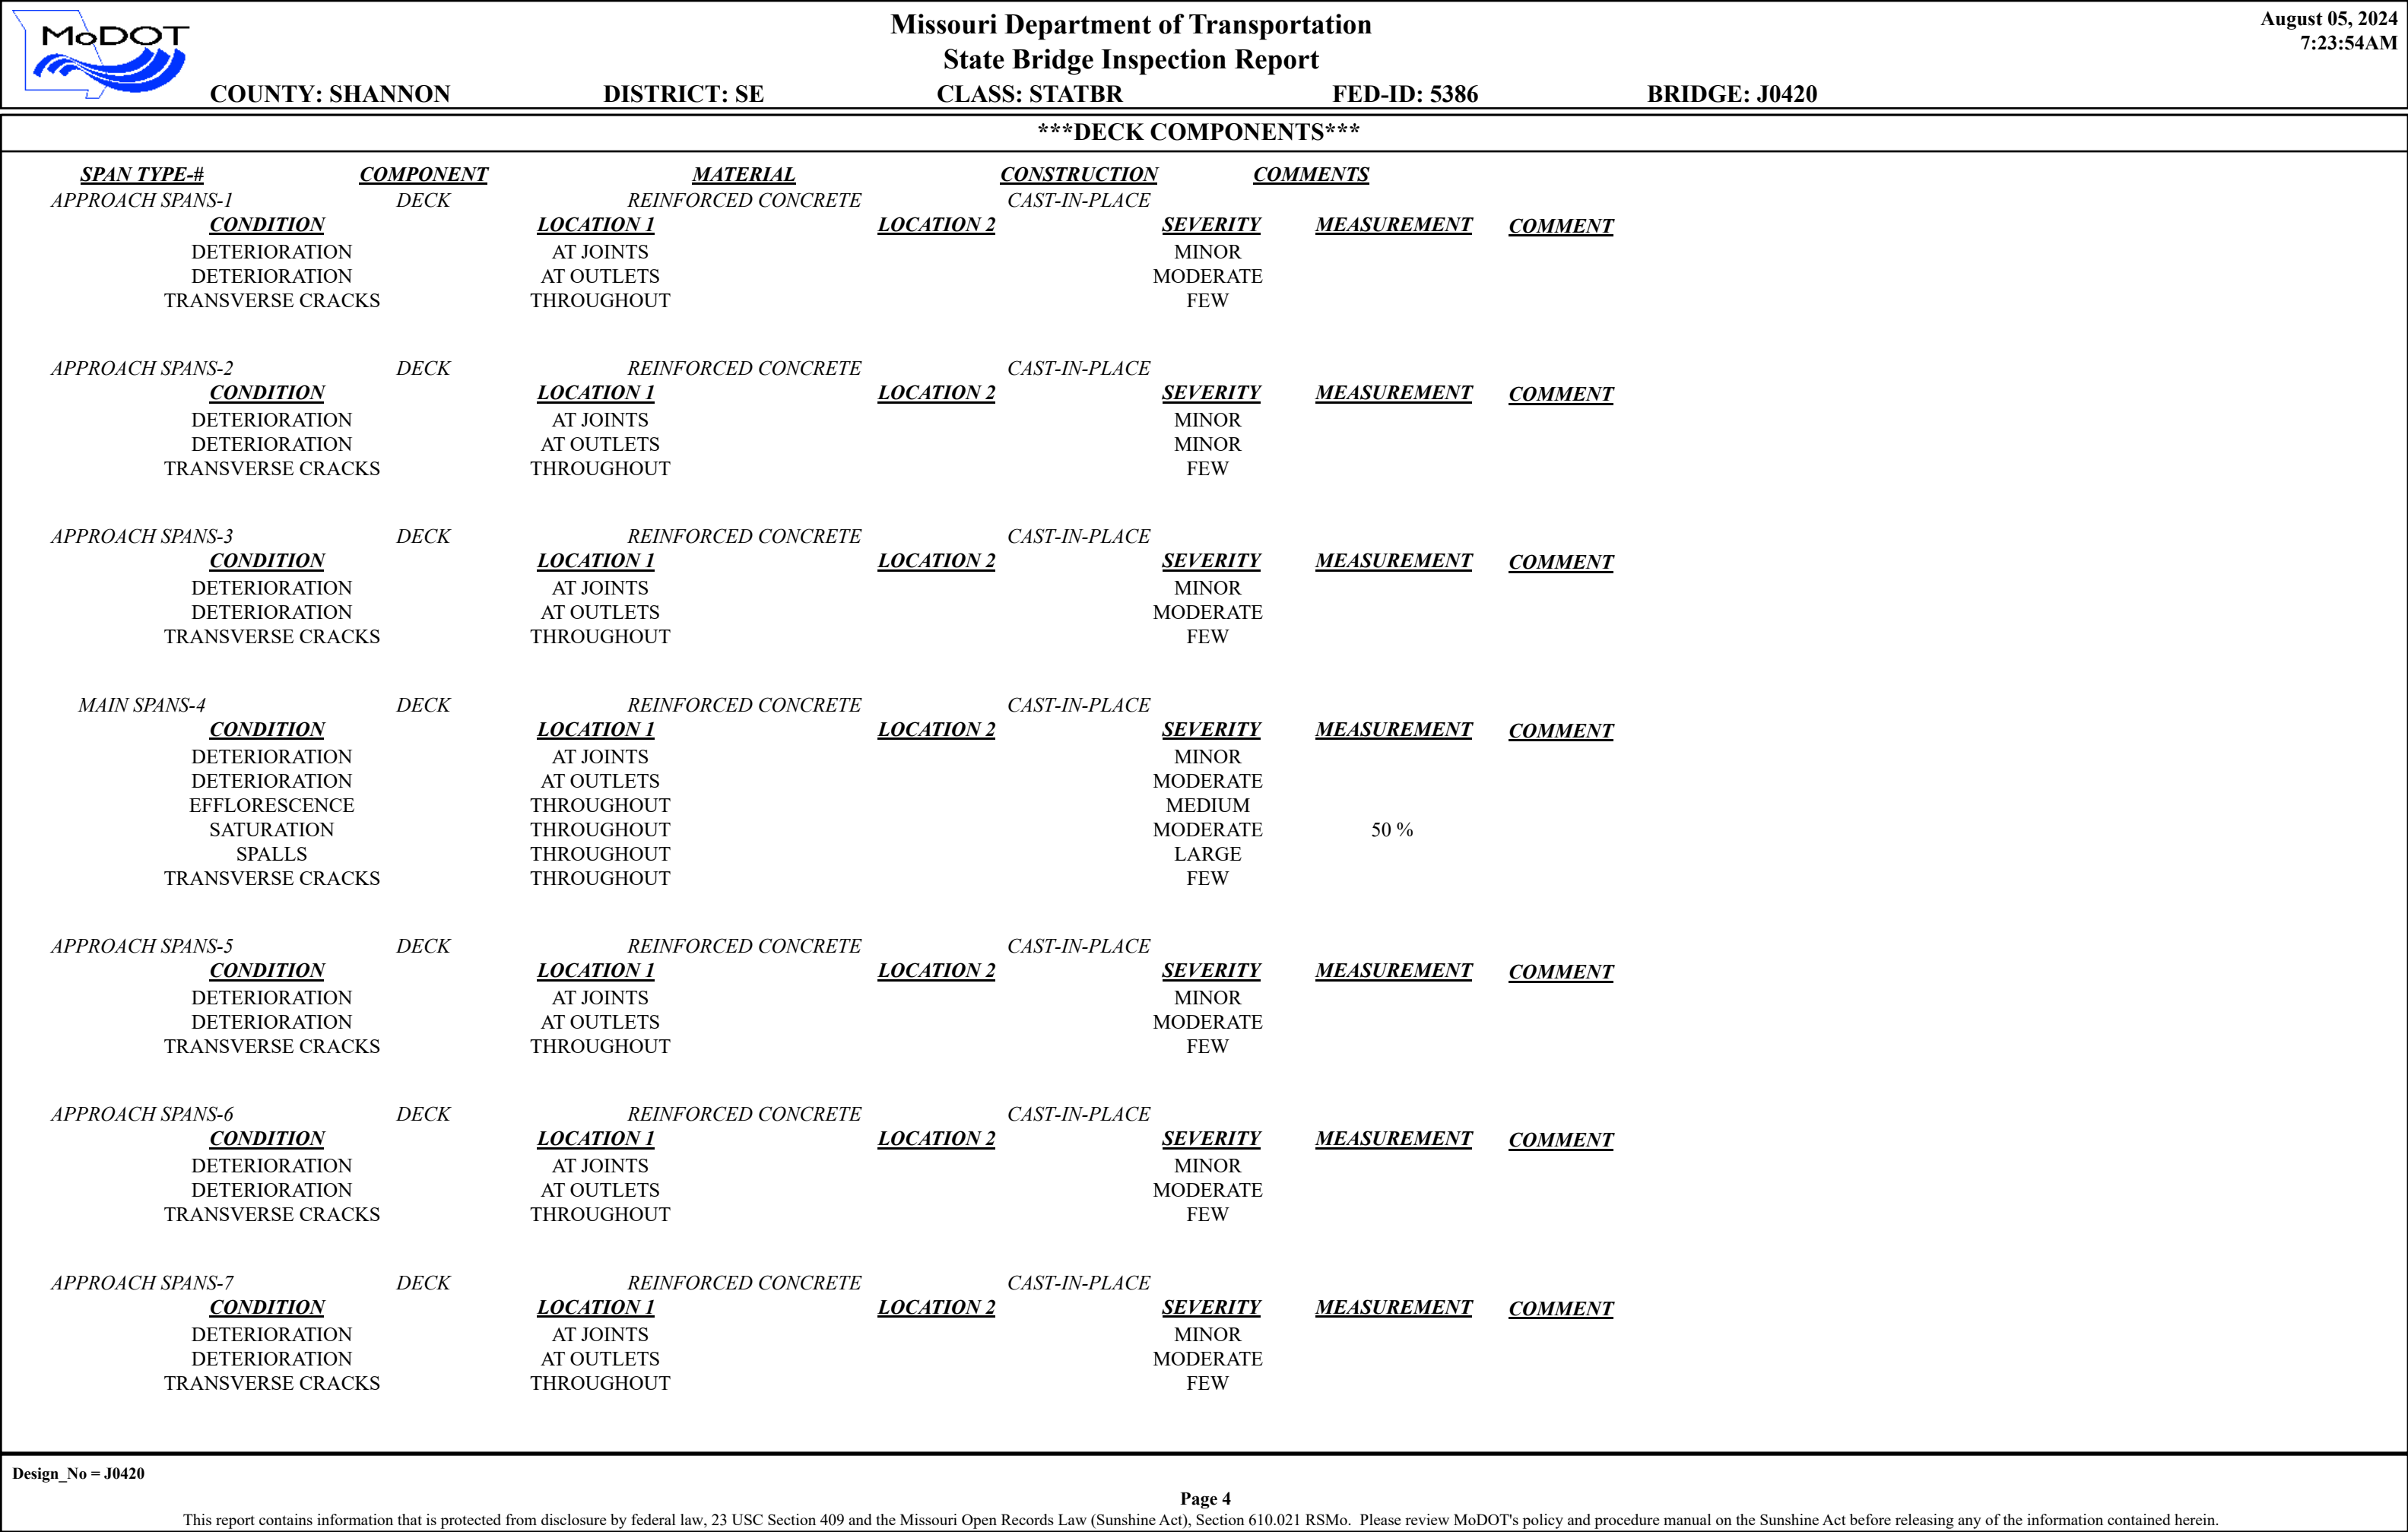 MoDOT
Missouri Department of Transportation
State Bridge Inspection Report
August 05, 2024
7:23:54AM
COUNTY: SHANNON DISTRICT: SE CLASS: STATBR FED-ID: 5386 BRIDGE: J0420
***DECK COMPONENTS***
SPAN TYPE-# COMPONENT MATERIAL CONSTRUCTION COMMENTS
APPROACH SPANS-1 DECK REINFORCED CONCRETE CAST-IN-PLACE
CONDITION LOCATION 1 LOCATION 2 SEVERITY MEASUREMENT COMMENT
DETERIORATION AT JOINTS MINOR
DETERIORATION AT OUTLETS MODERATE
TRANSVERSE CRACKS THROUGHOUT FEW
APPROACH SPANS-2 DECK REINFORCED CONCRETE CAST-IN-PLACE
CONDITION LOCATION 1 LOCATION 2 SEVERITY MEASUREMENT COMMENT
DETERIORATION AT JOINTS MINOR
DETERIORATION AT OUTLETS MINOR
TRANSVERSE CRACKS THROUGHOUT FEW
APPROACH SPANS-3 DECK REINFORCED CONCRETE CAST-IN-PLACE
CONDITION LOCATION 1 LOCATION 2 SEVERITY MEASUREMENT COMMENT
DETERIORATION AT JOINTS MINOR
DETERIORATION AT OUTLETS MODERATE
TRANSVERSE CRACKS THROUGHOUT FEW
MAIN SPANS-4 DECK REINFORCED CONCRETE CAST-IN-PLACE
CONDITION LOCATION 1 LOCATION 2 SEVERITY MEASUREMENT COMMENT
DETERIORATION AT JOINTS MINOR
DETERIORATION AT OUTLETS MODERATE
EFFLORESCENCE THROUGHOUT MEDIUM
SATURATION THROUGHOUT MODERATE 50 %
SPALLS THROUGHOUT LARGE
TRANSVERSE CRACKS THROUGHOUT FEW
APPROACH SPANS-5 DECK REINFORCED CONCRETE CAST-IN-PLACE
CONDITION LOCATION 1 LOCATION 2 SEVERITY MEASUREMENT COMMENT
DETERIORATION AT JOINTS MINOR
DETERIORATION AT OUTLETS MODERATE
TRANSVERSE CRACKS THROUGHOUT FEW
APPROACH SPANS-6 DECK REINFORCED CONCRETE CAST-IN-PLACE
CONDITION LOCATION 1 LOCATION 2 SEVERITY MEASUREMENT COMMENT
DETERIORATION AT JOINTS MINOR
DETERIORATION AT OUTLETS MODERATE
TRANSVERSE CRACKS THROUGHOUT FEW
APPROACH SPANS-7 DECK REINFORCED CONCRETE CAST-IN-PLACE
CONDITION LOCATION 1 LOCATION 2 SEVERITY MEASUREMENT COMMENT
DETERIORATION AT JOINTS MINOR
DETERIORATION AT OUTLETS MODERATE
TRANSVERSE CRACKS THROUGHOUT FEW
Design_No = J0420
Page 4
This report contains information that is protected from disclosure by federal law, 23 USC Section 409 and the Missouri Open Records Law (Sunshine Act), Section 610.021 RSMo. Please review MoDOT's policy and procedure manual on the Sunshine Act before releasing any of the information contained herein.